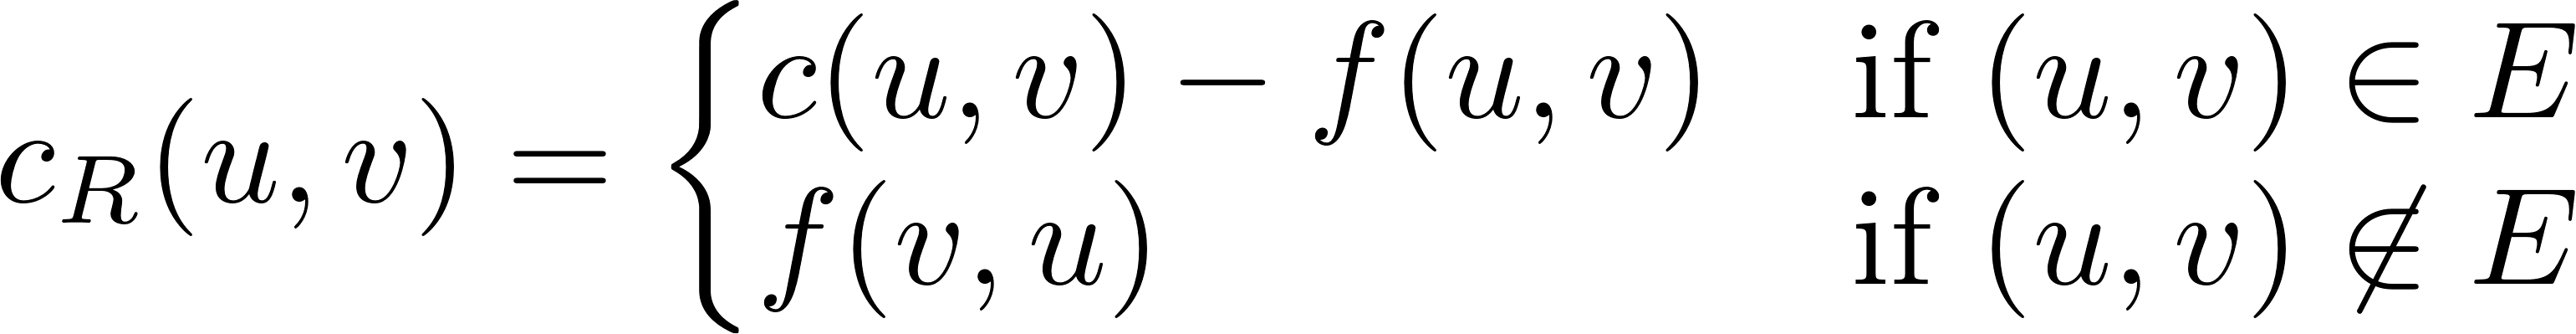 c_R(u, v) = { c(u, v) − f(u, v) if (u, v) ∈ E
f(v, u) if (u, v) ∉ E